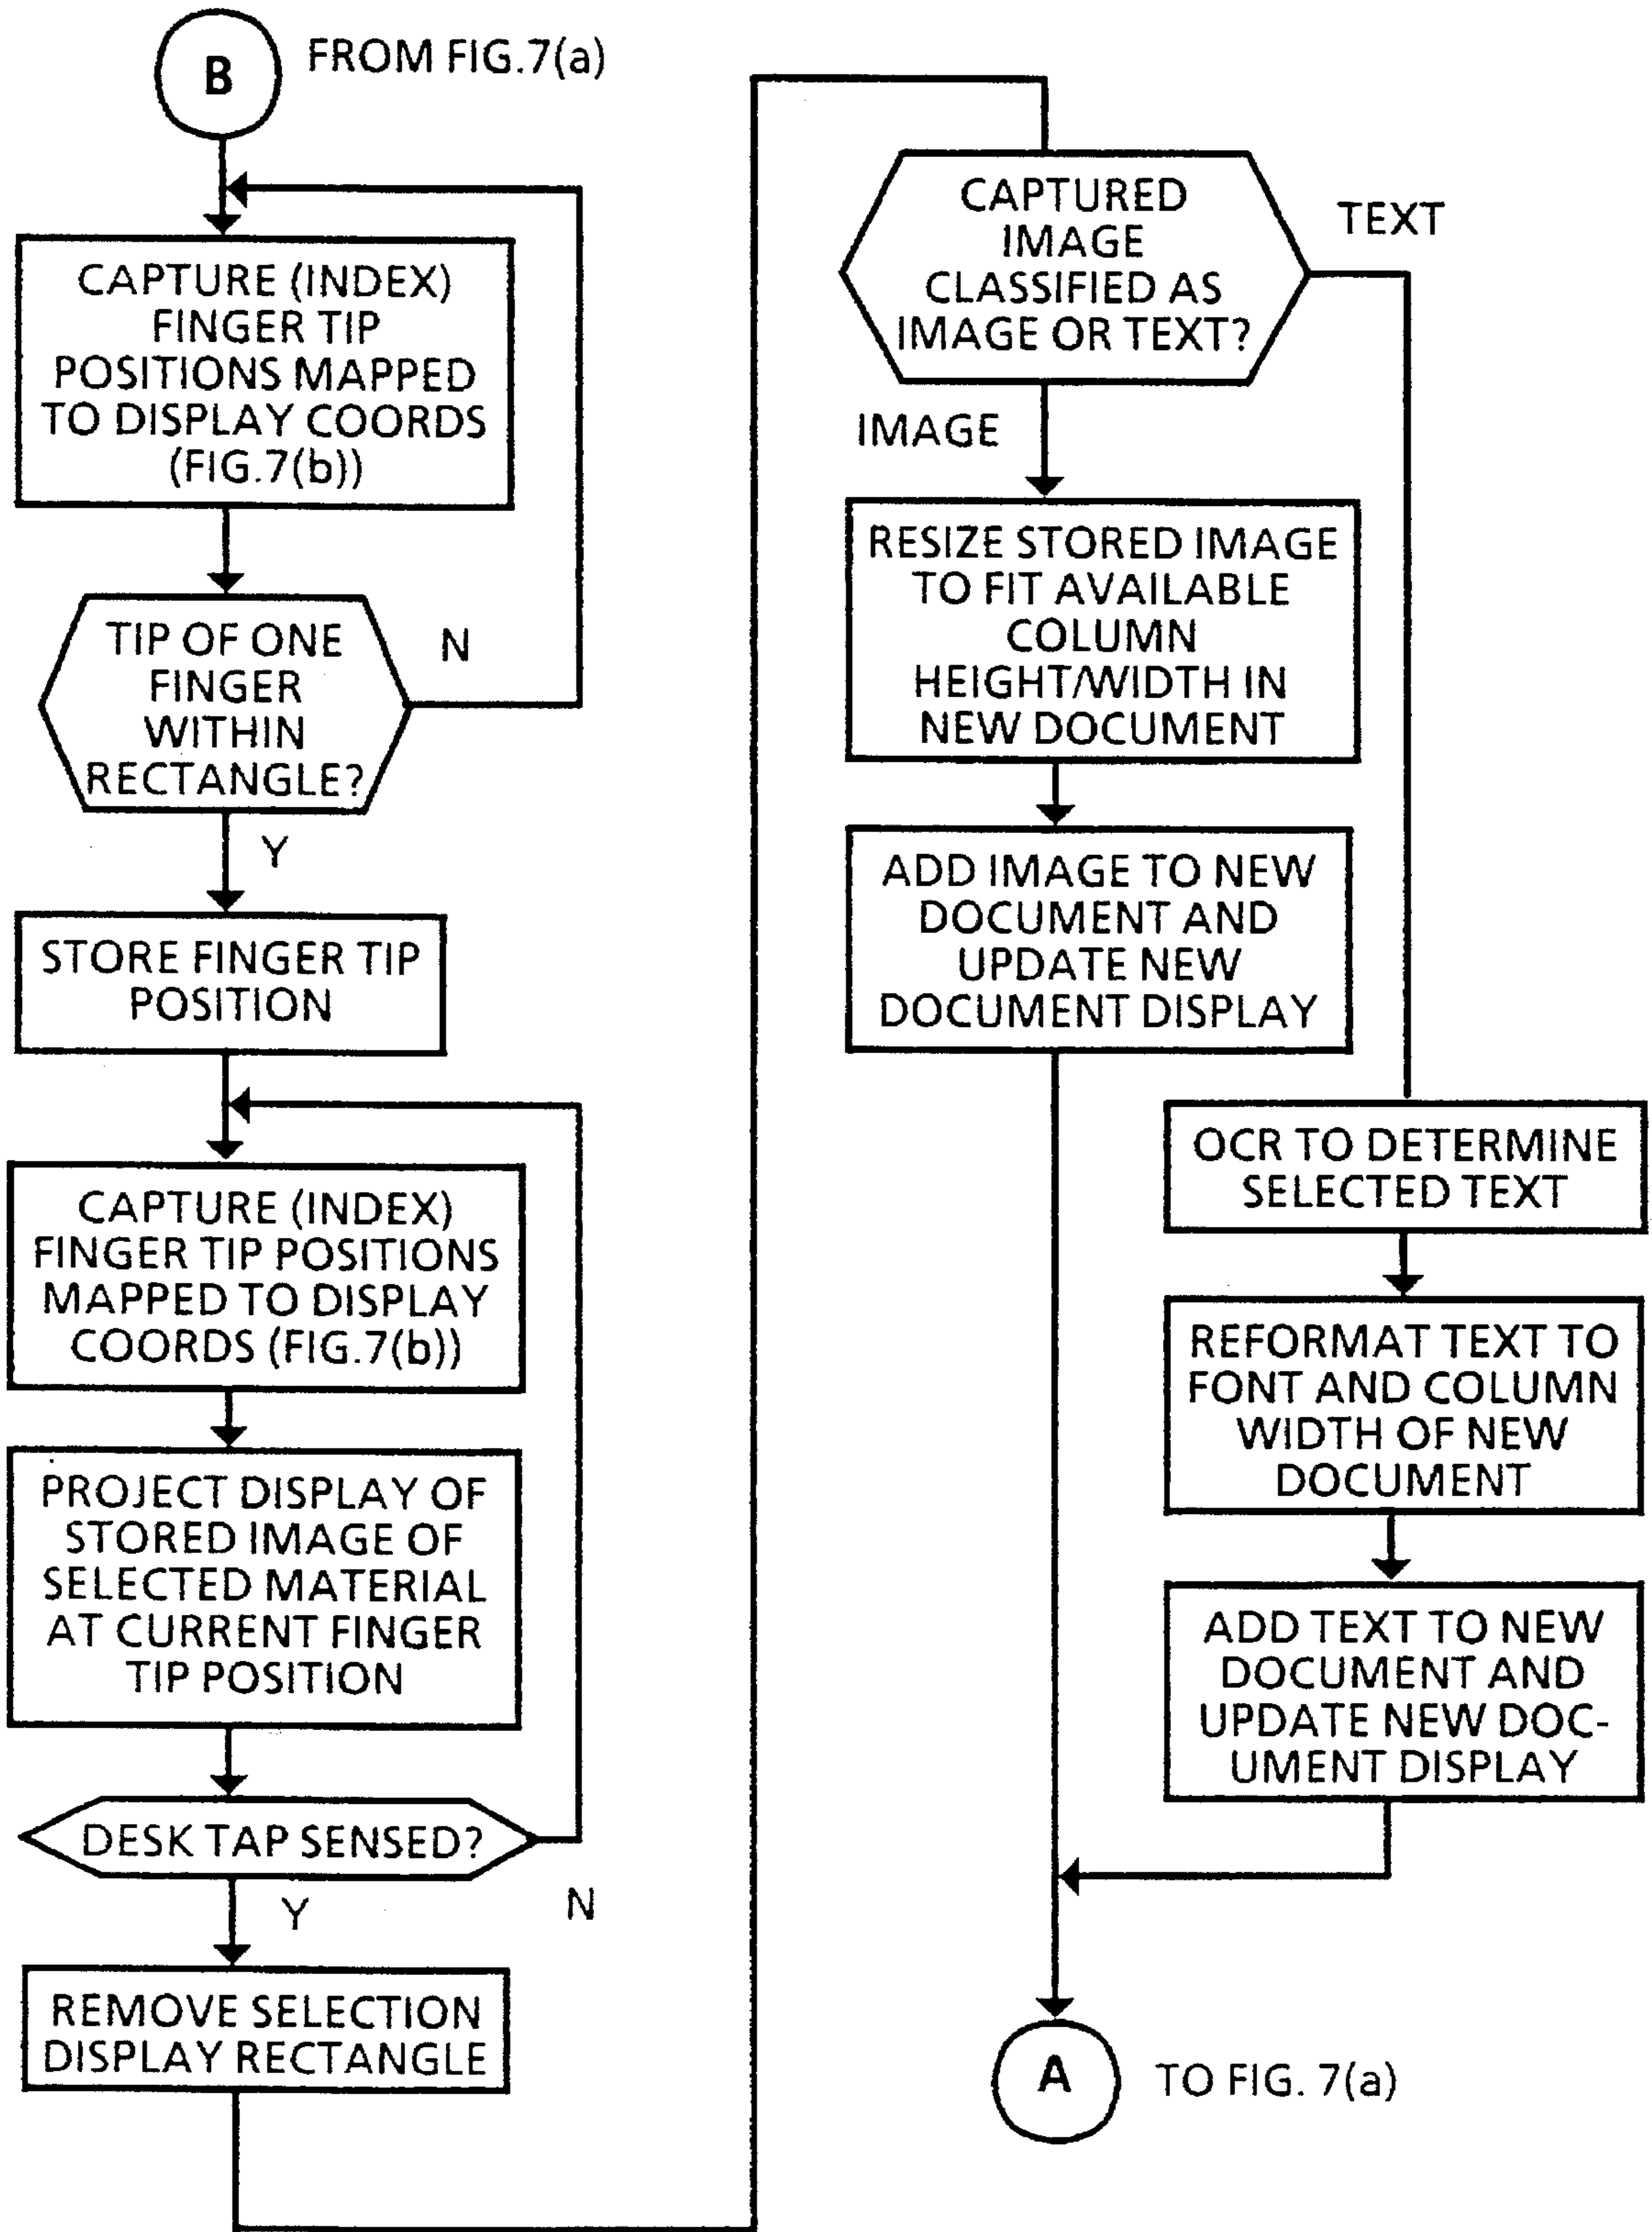 B
FROM FIG.7(a)
CAPTURE (INDEX)
FINGER TIP
POSITIONS MAPPED
TO DISPLAY COORDS
(FIG.7(b))
TIP OF ONE
FINGER
WITHIN
RECTANGLE?
N
Y
STORE FINGER TIP
POSITION
CAPTURE (INDEX)
FINGER TIP POSITIONS
MAPPED TO DISPLAY
COORDS (FIG.7(b))
PROJECT DISPLAY OF
STORED IMAGE OF
SELECTED MATERIAL
AT CURRENT FINGER
TIP POSITION
DESK TAP SENSED?
Y
N
REMOVE SELECTION
DISPLAY RECTANGLE
CAPTURED
IMAGE
CLASSIFIED AS
IMAGE OR TEXT?
TEXT
IMAGE
RESIZE STORED IMAGE
TO FIT AVAILABLE
COLUMN
HEIGHT/WIDTH IN
NEW DOCUMENT
ADD IMAGE TO NEW
DOCUMENT AND
UPDATE NEW
DOCUMENT DISPLAY
OCR TO DETERMINE
SELECTED TEXT
REFORMAT TEXT TO
FONT AND COLUMN
WIDTH OF NEW
DOCUMENT
ADD TEXT TO NEW
DOCUMENT AND
UPDATE NEW DOC-
UMENT DISPLAY
A
TO FIG. 7(a)